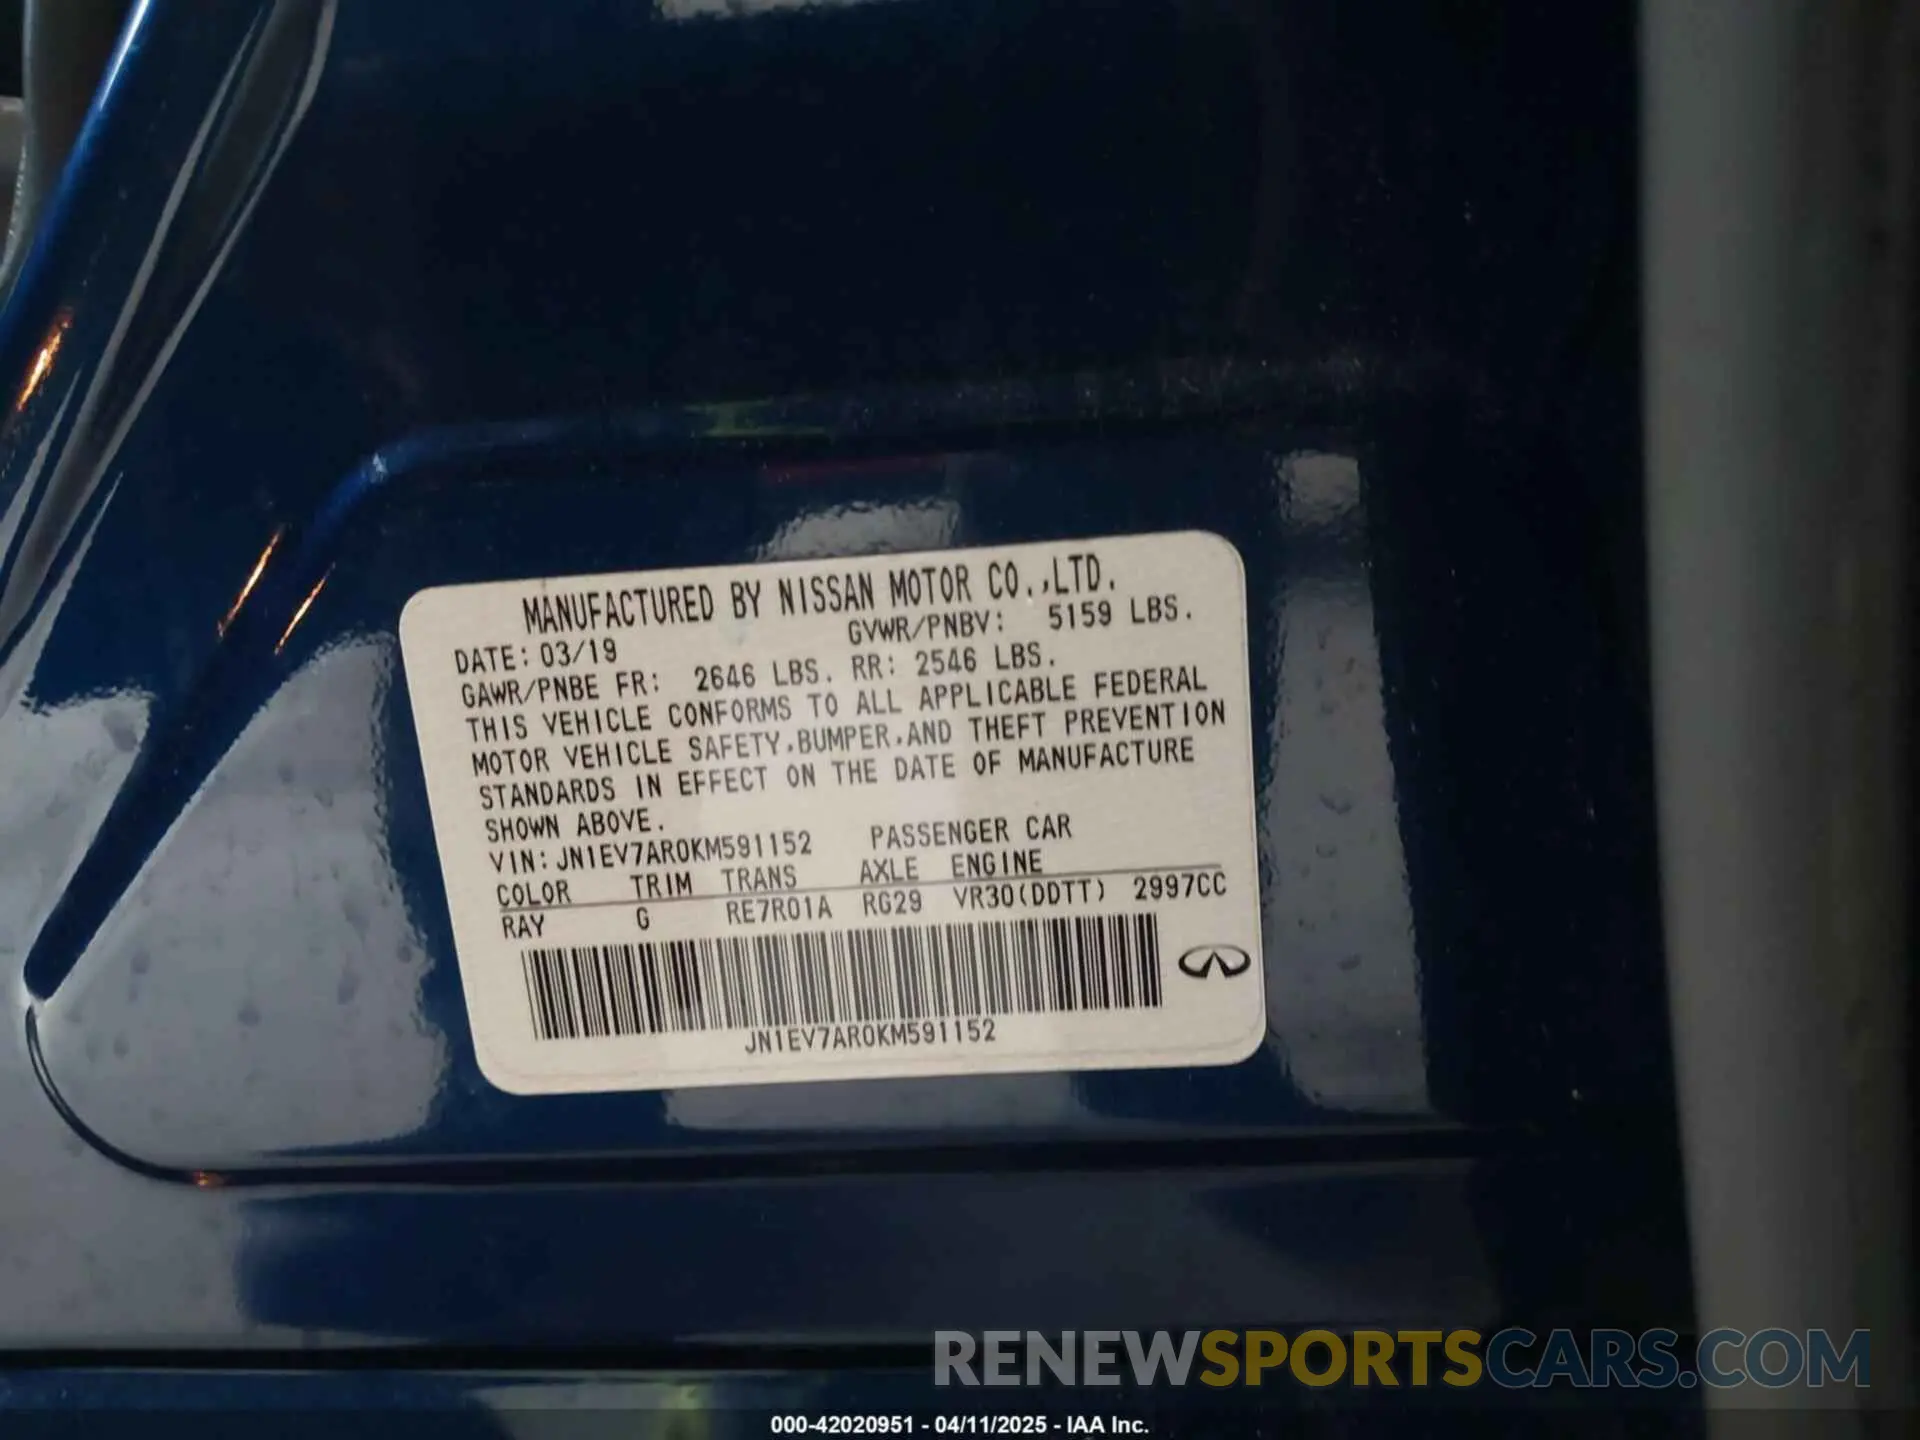 MANUFACTURED BY NISSAN MOTOR CO.,LTD.
DATE: 03/19 GVWR/PNBV: 5159 LBS.
GAWR/PNBE FR: 2646 LBS. RR: 2546 LBS.
THIS VEHICLE CONFORMS TO ALL APPLICABLE FEDERAL
MOTOR VEHICLE SAFETY,BUMPER,AND THEFT PREVENTION
STANDARDS IN EFFECT ON THE DATE OF MANUFACTURE
SHOWN ABOVE.
VIN: JN1EV7AR0KM591152 PASSENGER CAR
COLOR TRIM TRANS AXLE ENGINE
RAY G RE7R01A RG29 VR30(DDTT) 2997CC
JN1EV7AR0KM591152
RENEWSPORTSCARS.COM
000-42020951 - 04/11/2025 - IAA Inc.